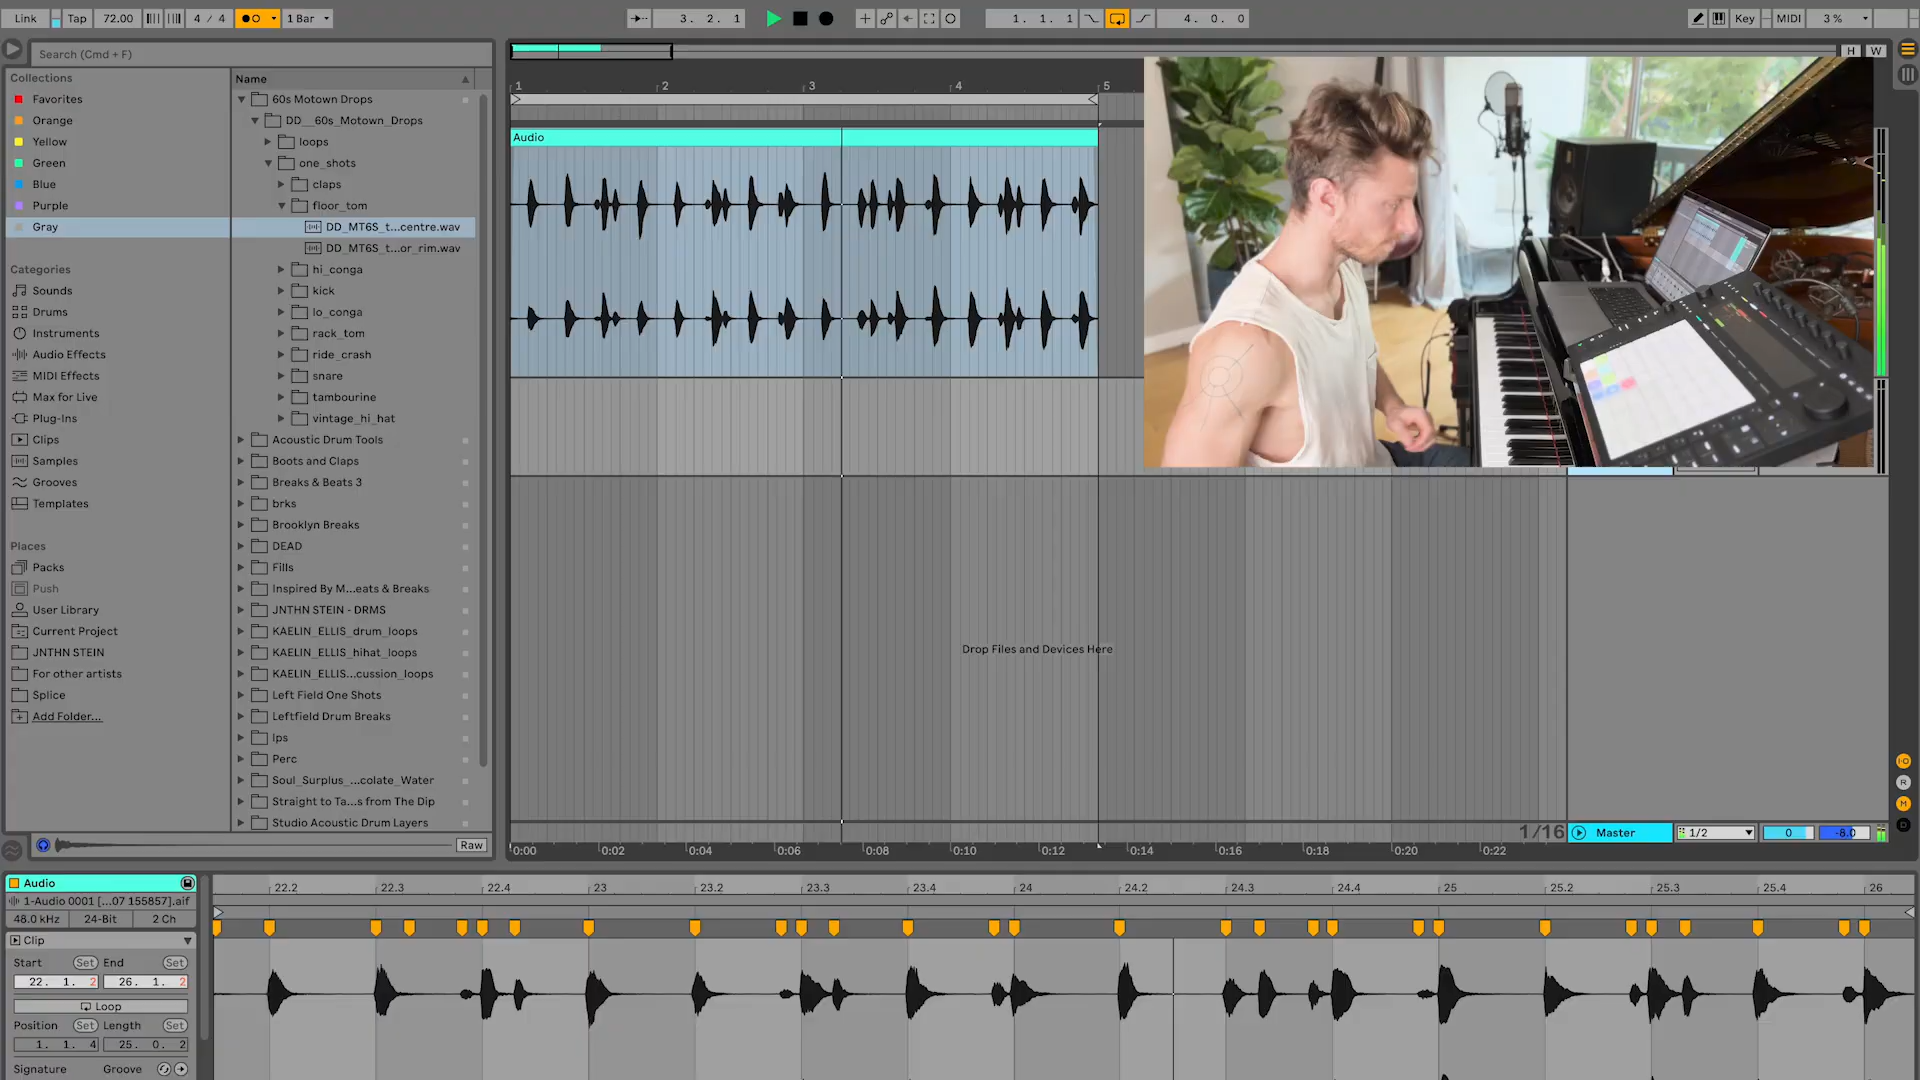 Link Tap 72.00 4 / 4 1 Bar 3. 2. 1 1. 1. 1 4. 0. 0 Key MIDI 3 %
Search (Cmd + F)
H W
Collections
Favorites
Orange
Yellow
Green
Blue
Purple
Gray
Categories
Sounds
Drums
Instruments
Audio Effects
MIDI Effects
Max for Live
Plug-Ins
Clips
Samples
Grooves
Templates
Places
Packs
Push
User Library
Current Project
JNTHN STEIN
For other artists
Splice
Add Folder...
Name
60s Motown Drops
DD__60s_Motown_Drops
loops
one_shots
claps
floor_tom
DD_MT6S_t...centre.wav
DD_MT6S_t...or_rim.wav
hi_conga
kick
lo_conga
rack_tom
ride_crash
snare
tambourine
vintage_hi_hat
Acoustic Drum Tools
Boots and Claps
Breaks & Beats 3
brks
Brooklyn Breaks
DEAD
Fills
Inspired By M...eats & Breaks
JNTHN STEIN - DRMS
KAELIN_ELLIS_drum_loops
KAELIN_ELLIS_hihat_loops
KAELIN_ELLIS...cussion_loops
Left Field One Shots
Leftfield Drum Breaks
lps
Perc
Soul_Surplus_...colate_Water
Straight to Ta...s from The Dip
Studio Acoustic Drum Layers
Raw
1 2 3 4 5
Audio
Drop Files and Devices Here
1/16 Master 1/2 0 -8.0
I·O
R
M
D
0:00 0:02 0:04 0:06 0:08 0:10 0:12 0:14 0:16 0:18 0:20 0:22
Audio
1-Audio 0001 [...07 155857].aif
48.0 kHz 24-Bit 2 Ch
Clip
Start Set End Set
22. 1. 2 26. 1. 2
Loop
Position Set Length Set
1. 1. 4 25. 0. 2
Signature Groove
22.2 22.3 22.4 23 23.2 23.3 23.4 24 24.2 24.3 24.4 25 25.2 25.3 25.4 26